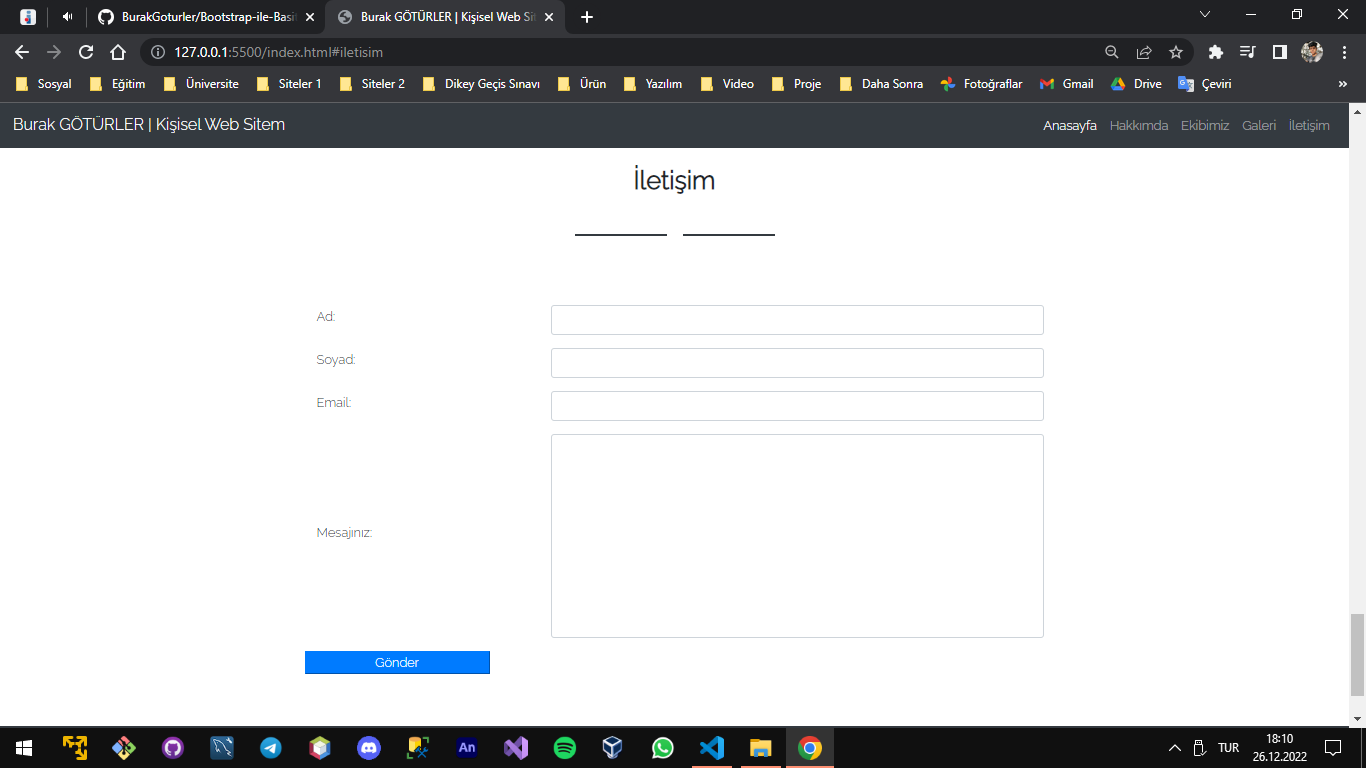 BurakGoturler/Bootstrap-ile-Basit
Burak GÖTÜRLER | Kişisel Web Sit
127.0.0.1:5500/index.html#iletisim
Sosyal Eğitim Üniversite Siteler 1 Siteler 2 Dikey Geçis Sınavı Ürün Yazılım Video Proje Daha Sonra Fotoğraflar Gmail Drive Çeviri »
Burak GÖTÜRLER | Kişisel Web Sitem
Anasayfa Hakkımda Ekibimiz Galeri İletişim
İletişim
Ad:
Soyad:
Email:
Mesajınız:
Gönder
An
TUR
18:10
26.12.2022